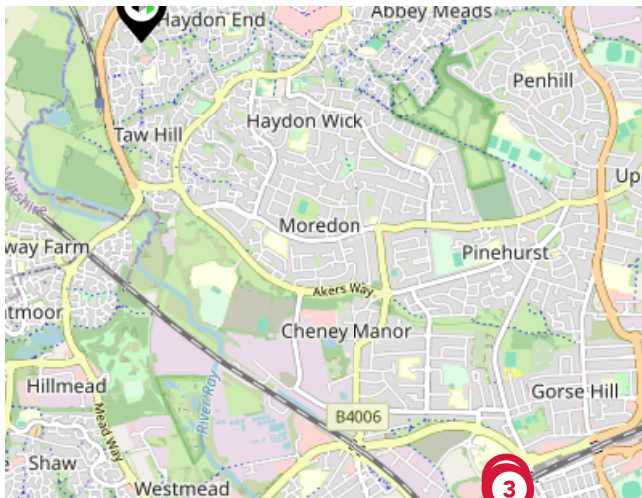 Haydon End
Abbey Meads
Penhill
Taw Hill
Haydon Wick
Up
Wiltshire
Moredon
way Farm
Pinehurst
Akers Way
tmoor
Cheney Manor
Hillmead
Gorse Hill
River Ray
B4006
Mead Way
Shaw
3
Westmead